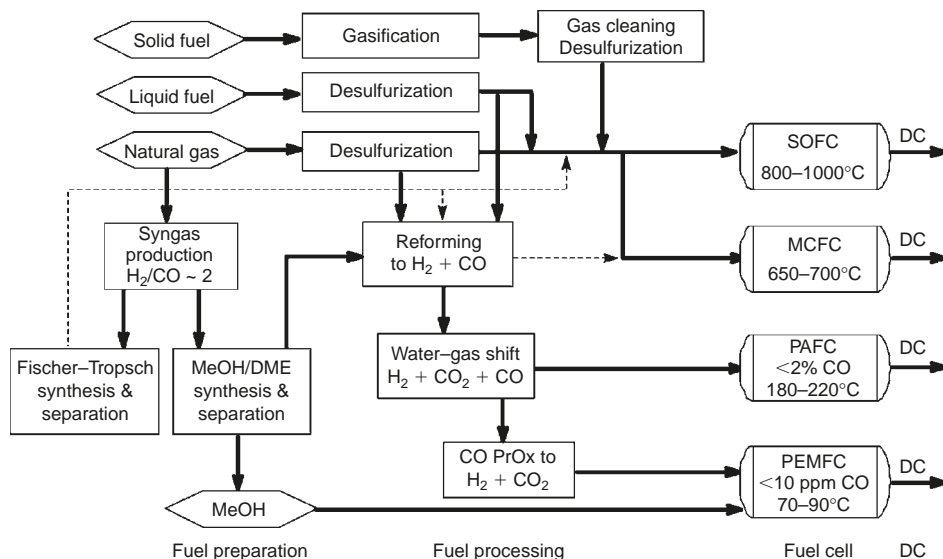 Solid fuel
Gasification
Gas cleaning
Desulfurization
Liquid fuel
Desulfurization
Natural gas
Desulfurization
SOFC
800–1000°C
DC
Syngas
production
H₂/CO ~ 2
Reforming
to H₂ + CO
MCFC
650–700°C
DC
Fischer–Tropsch
synthesis &
separation
MeOH/DME
synthesis &
separation
Water–gas shift
H₂ + CO₂ + CO
PAFC
<2% CO
180–220°C
DC
CO PrOx to
H₂ + CO₂
PEMFC
<10 ppm CO
70–90°C
DC
MeOH
Fuel preparation
Fuel processing
Fuel cell
DC